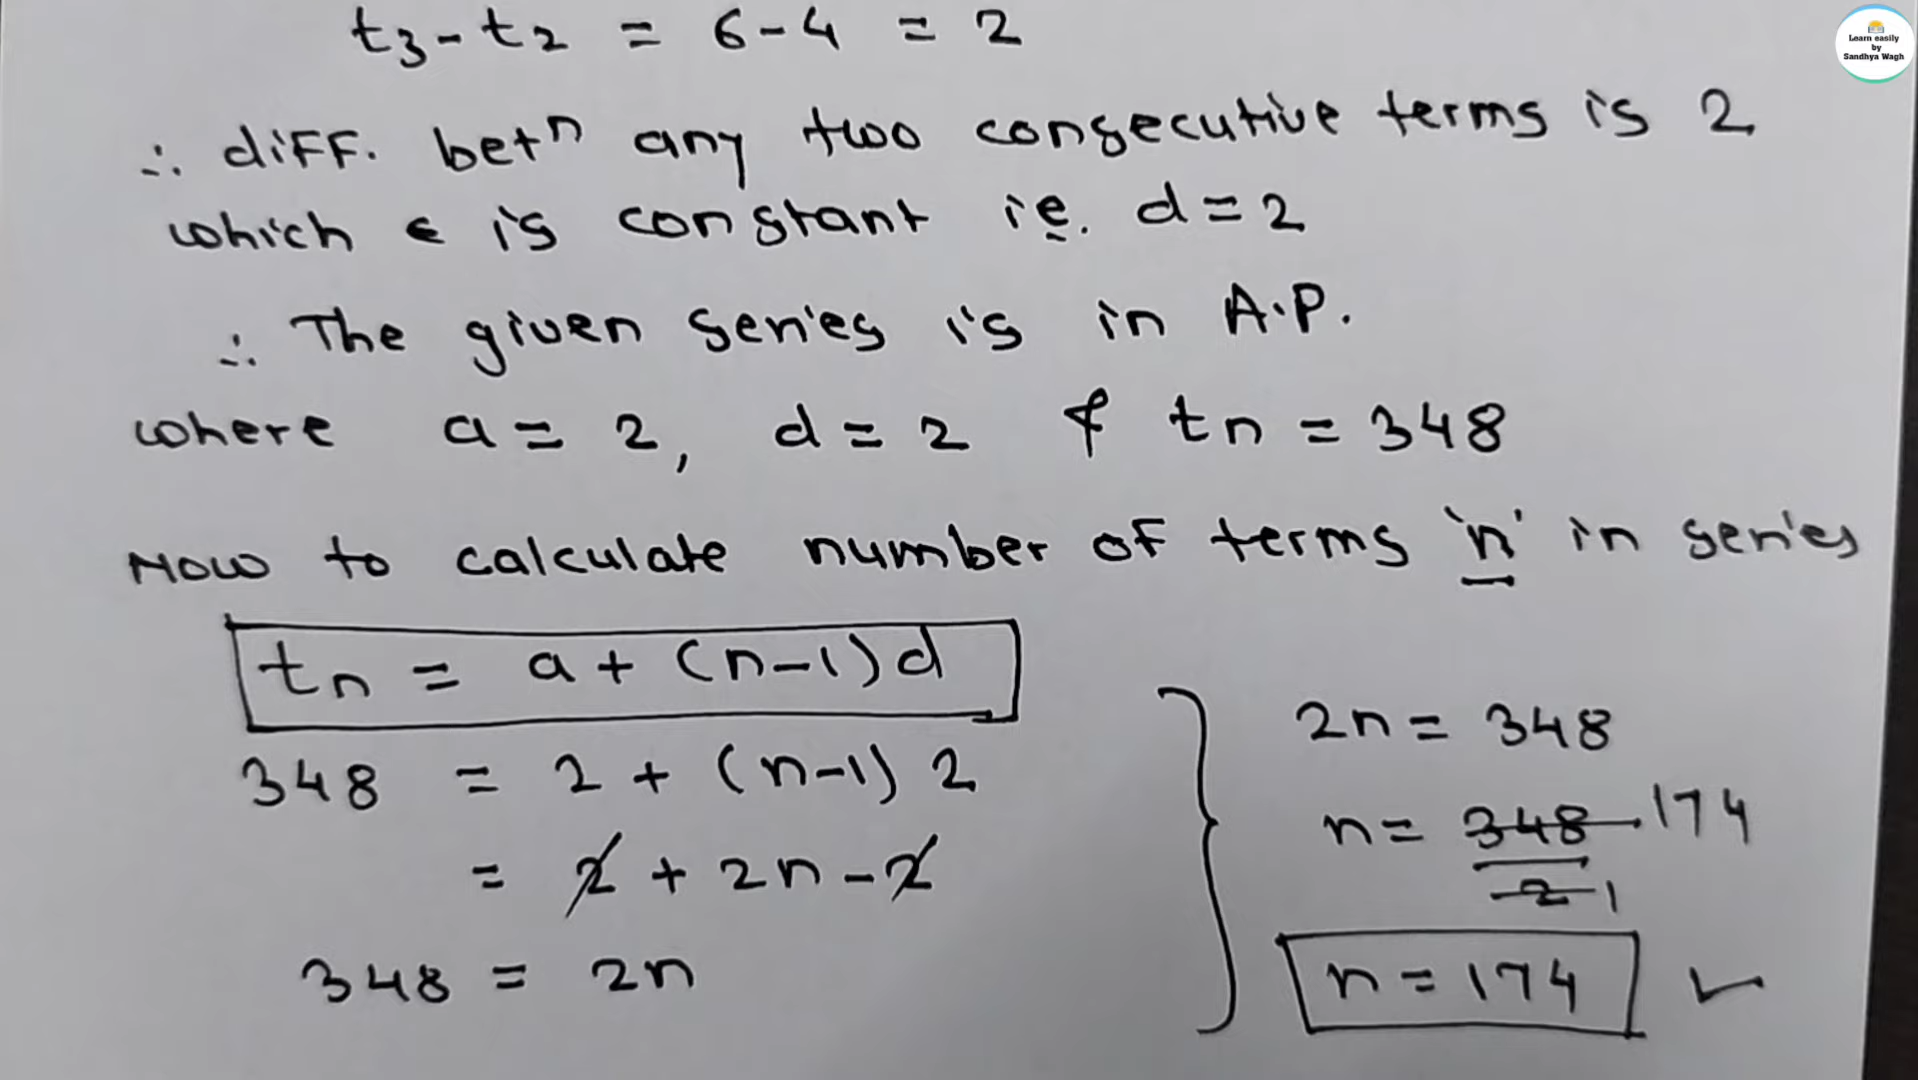 Learn easily
by
Sandhya Wagh
t3 - t2 = 6 - 4 = 2
∴ diff. betⁿ any two consecutive terms is 2
which is constant ie. d = 2
∴ The given series is in A.P.
where a = 2, d = 2 & tn = 348
Now to calculate number of terms 'n' in series
tn = a + (n-1)d
348 = 2 + (n-1) 2
= 2 + 2n - 2
348 = 2n
2n = 348
n = 348 174
2 1
n = 174 ✓